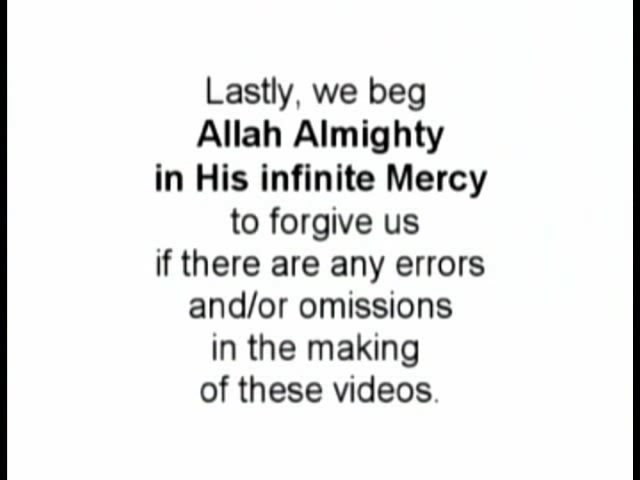 Lastly, we beg
Allah Almighty
in His infinite Mercy
to forgive us
if there are any errors
and/or omissions
in the making
of these videos.